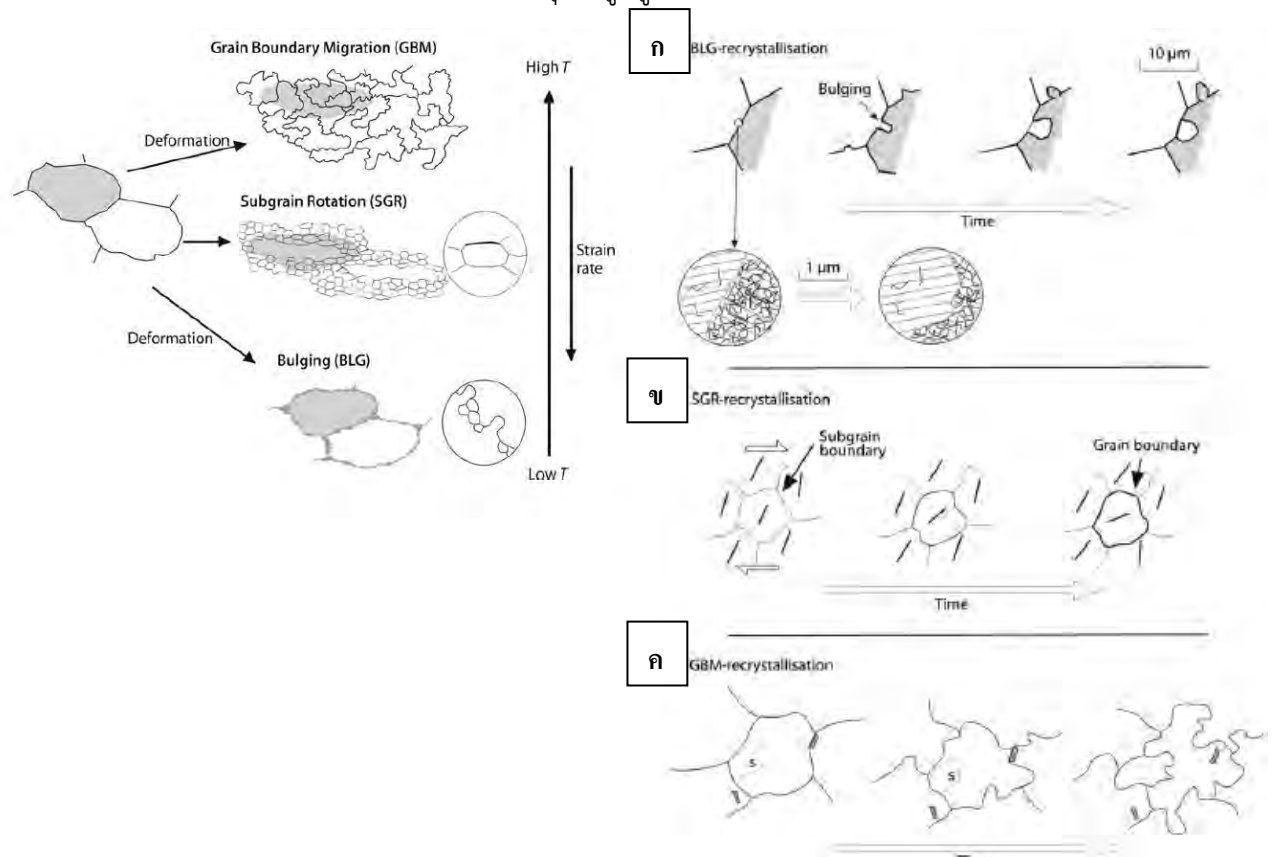 Grain Boundary Migration (GBM)
High T
Deformation
Subgrain Rotation (SGR)
Strain
rate
Deformation
Bulging (BLG)
Low T
ก
BLG-recrystallisation
10 µm
Bulging
Time
1 µm
ข
SGR-recrystallisation
Subgrain
boundary
Grain boundary
Time
ค
GBM-recrystallisation
s
s